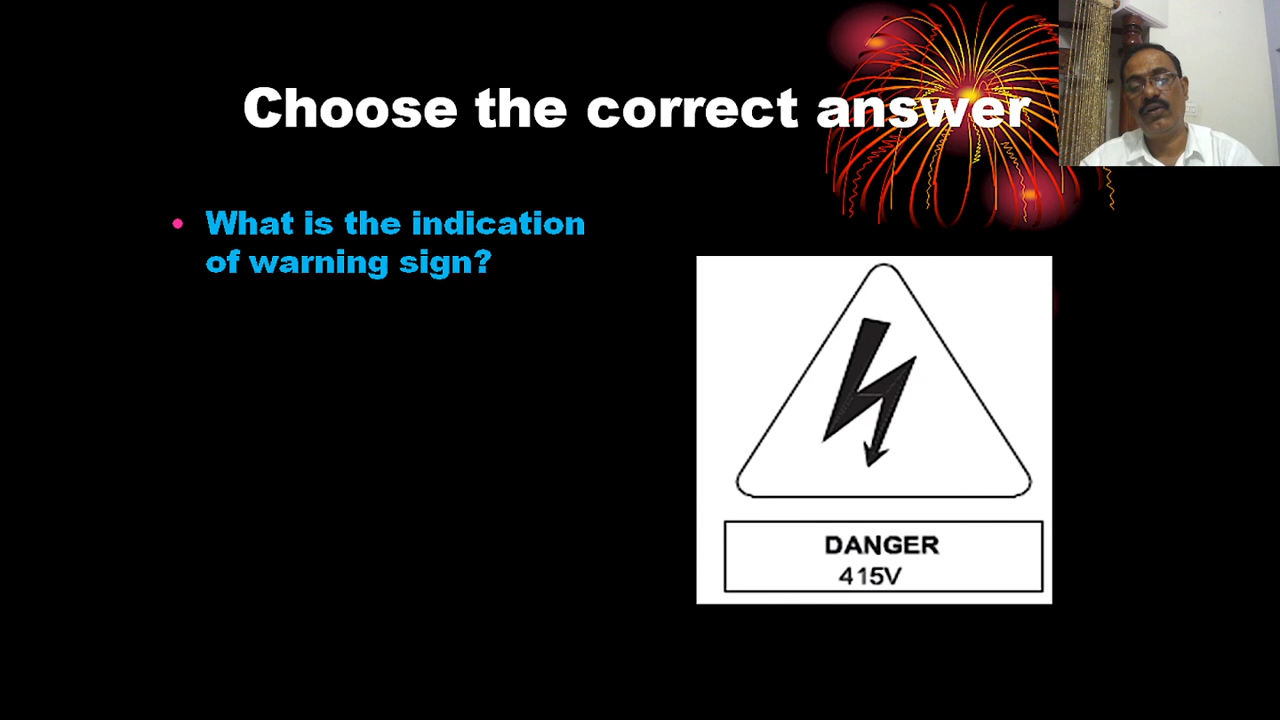 Choose the correct answer
• What is the indication
of warning sign?
DANGER
415V